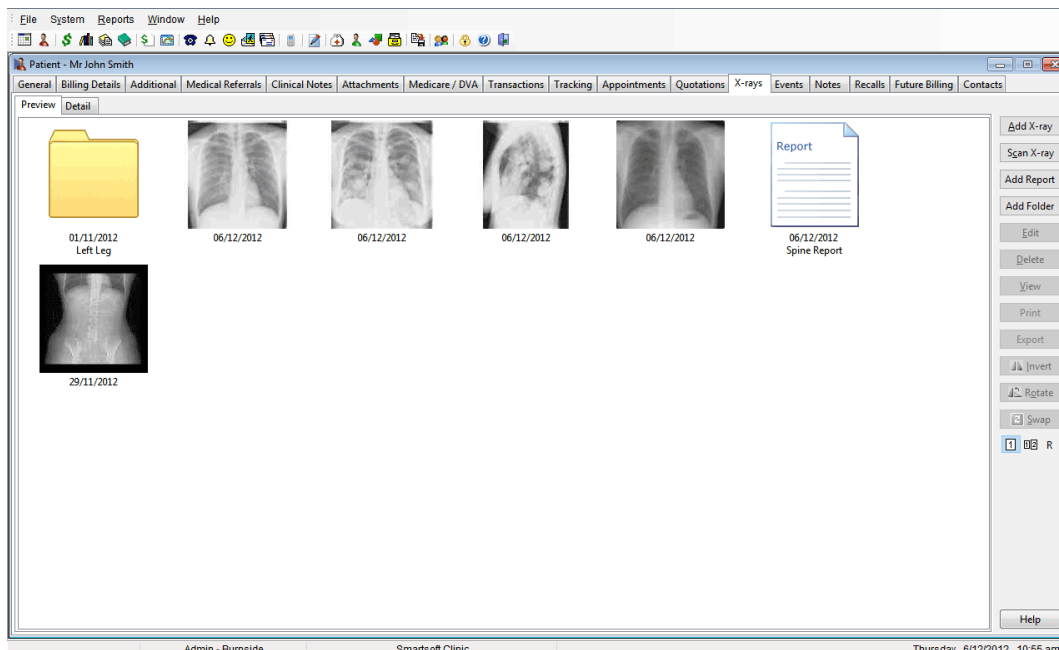 File System Reports Window Help
Patient - Mr John Smith
General Billing Details Additional Medical Referrals Clinical Notes Attachments Medicare / DVA Transactions Tracking Appointments Quotations X-rays Events Notes Recalls Future Billing Contacts
Preview Detail
Add X-ray
Scan X-ray
Report
Add Report
Add Folder
01/11/2012 06/12/2012 06/12/2012 06/12/2012 06/12/2012 06/12/2012
Left Leg Spine Report
Edit
Delete
View
Print
Export
Invert
29/11/2012
Rotate
Swap
1 1 2 R
Help
Admin - Burnside Smartsoft Clinic Thursday 6/12/2012 10:55 am